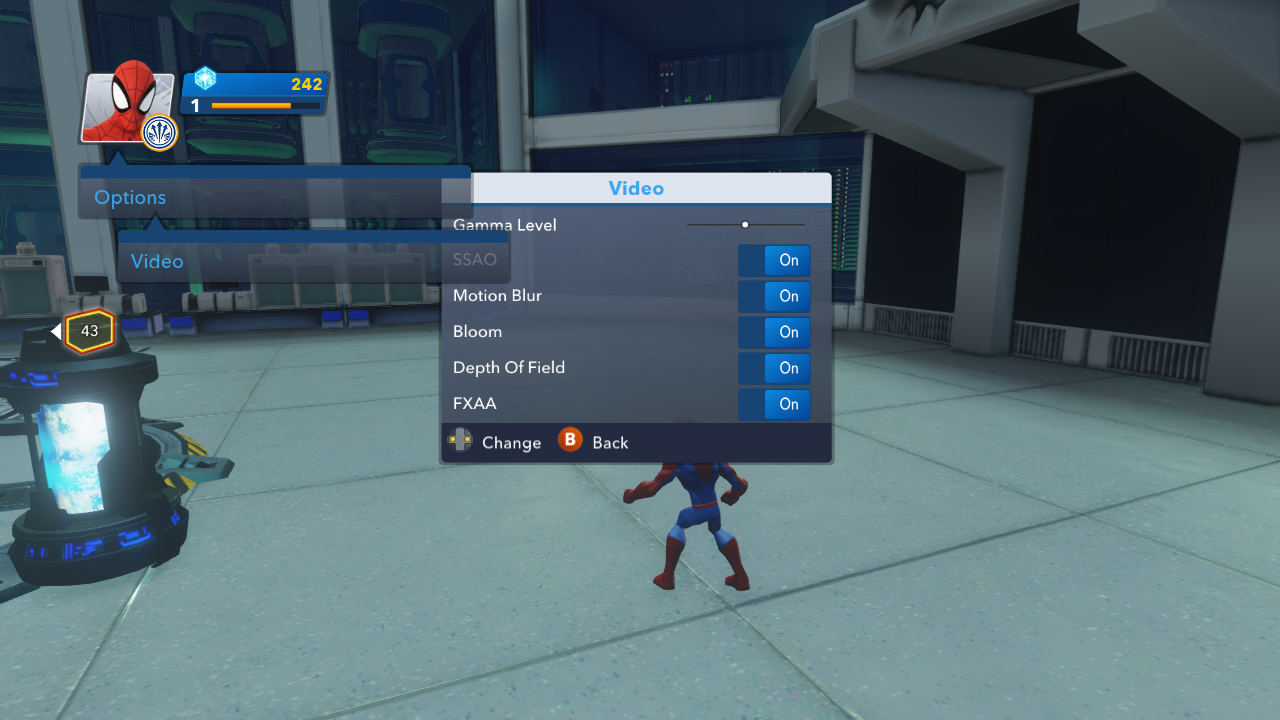 242
1
Options
Video
Video
Gamma Level
SSAO On
Motion Blur On
Bloom On
Depth Of Field On
FXAA On
Change B Back
43